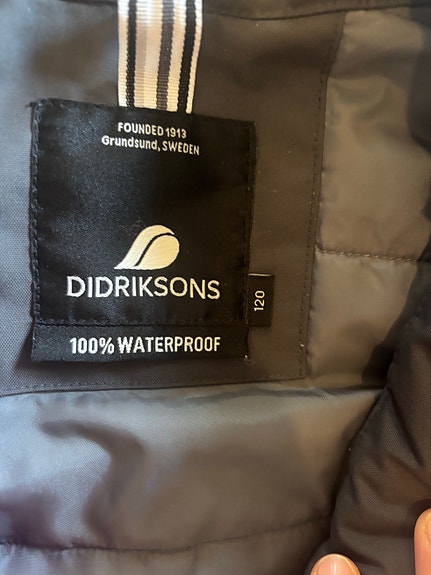 FOUNDED 1913
Grundsund, SWEDEN
DIDRIKSONS
120
100% WATERPROOF